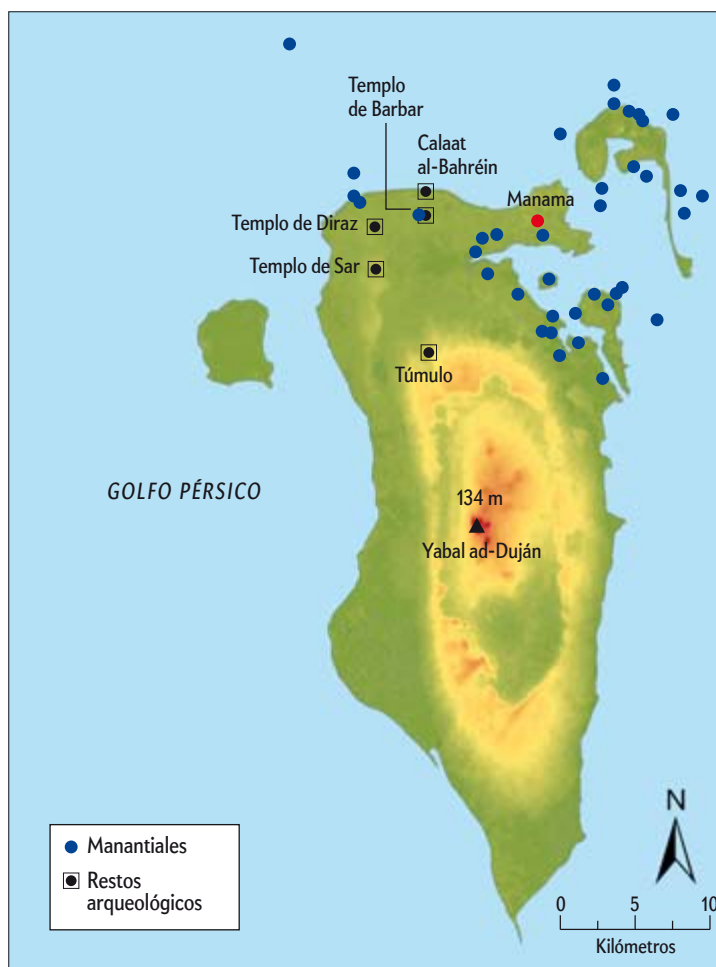 Templo
de Barbar
Calaat
al-Bahréin
Manama
Templo de Diraz
Templo de Sar
Túmulo
GOLFO PÉRSICO
134 m
Yabal ad-Duján
N
Manantiales
Restos
arqueológicos
0 5 10
Kilómetros